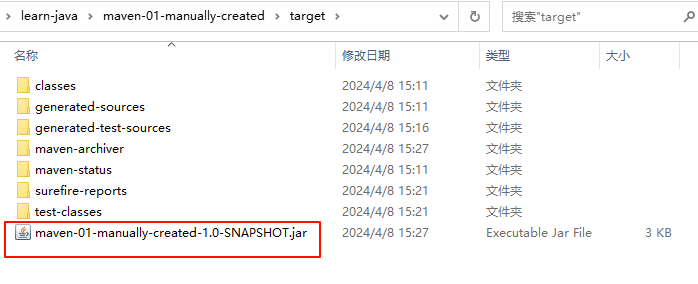 learn-java > maven-01-manually-created > target > 搜索"target"
名称 修改日期 类型 大小
classes 2024/4/8 15:11 文件夹
generated-sources 2024/4/8 15:11 文件夹
generated-test-sources 2024/4/8 15:16 文件夹
maven-archiver 2024/4/8 15:27 文件夹
maven-status 2024/4/8 15:11 文件夹
surefire-reports 2024/4/8 15:21 文件夹
test-classes 2024/4/8 15:21 文件夹
maven-01-manually-created-1.0-SNAPSHOT.jar 2024/4/8 15:27 Executable Jar File 3 KB